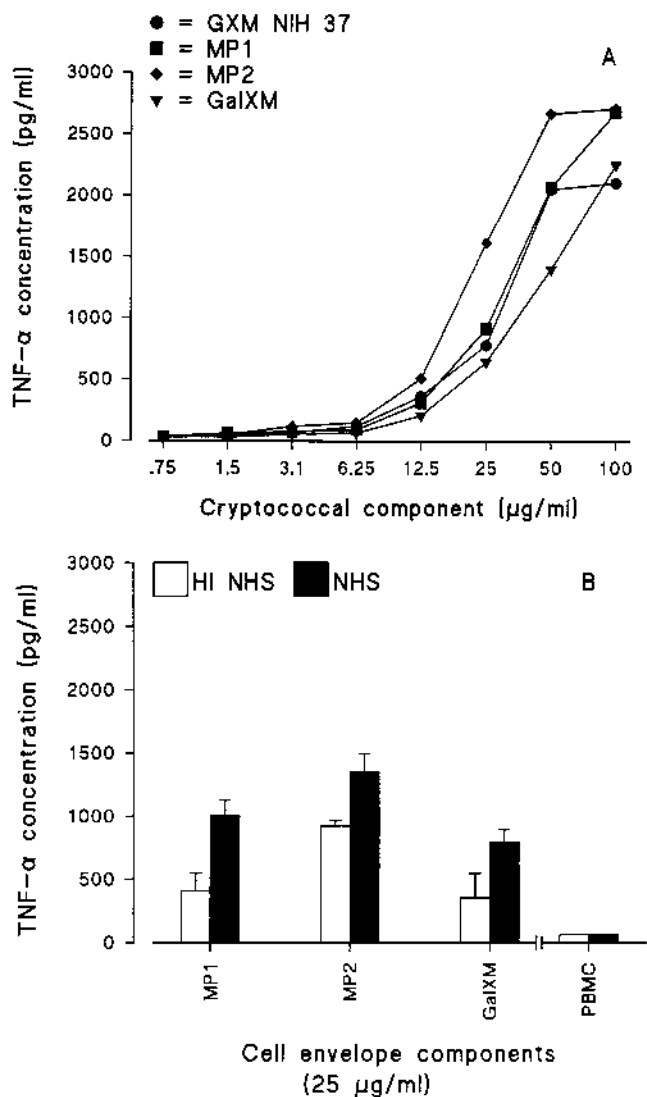 ● = GXM NIH 37
■ = MP1
◆ = MP2
▼ = GalXM
A
3000
2500
2000
1500
1000
500
0
TNF-α concentration (pg/ml)
.75 1.5 3.1 6.25 12.5 25 50 100
Cryptococcal component (µg/ml)
HI NHS NHS
B
3000
2500
2000
1500
1000
500
0
TNF-α concentration (pg/ml)
MP1 MP2 GalXM PBMC
Cell envelope components
(25 µg/ml)